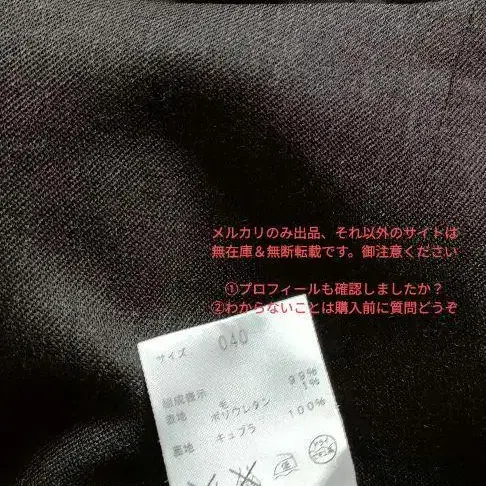 メルカリのみ出品、それ以外のサイトは
無在庫＆無断転載です。御注意ください
①プロフィールも確認しましたか？
②わからないことは購入前に質問どうぞ
サイズ 040
組成表示
表地 毛 99%
ポリウレタン 1%
裏地 キュプラ 100%